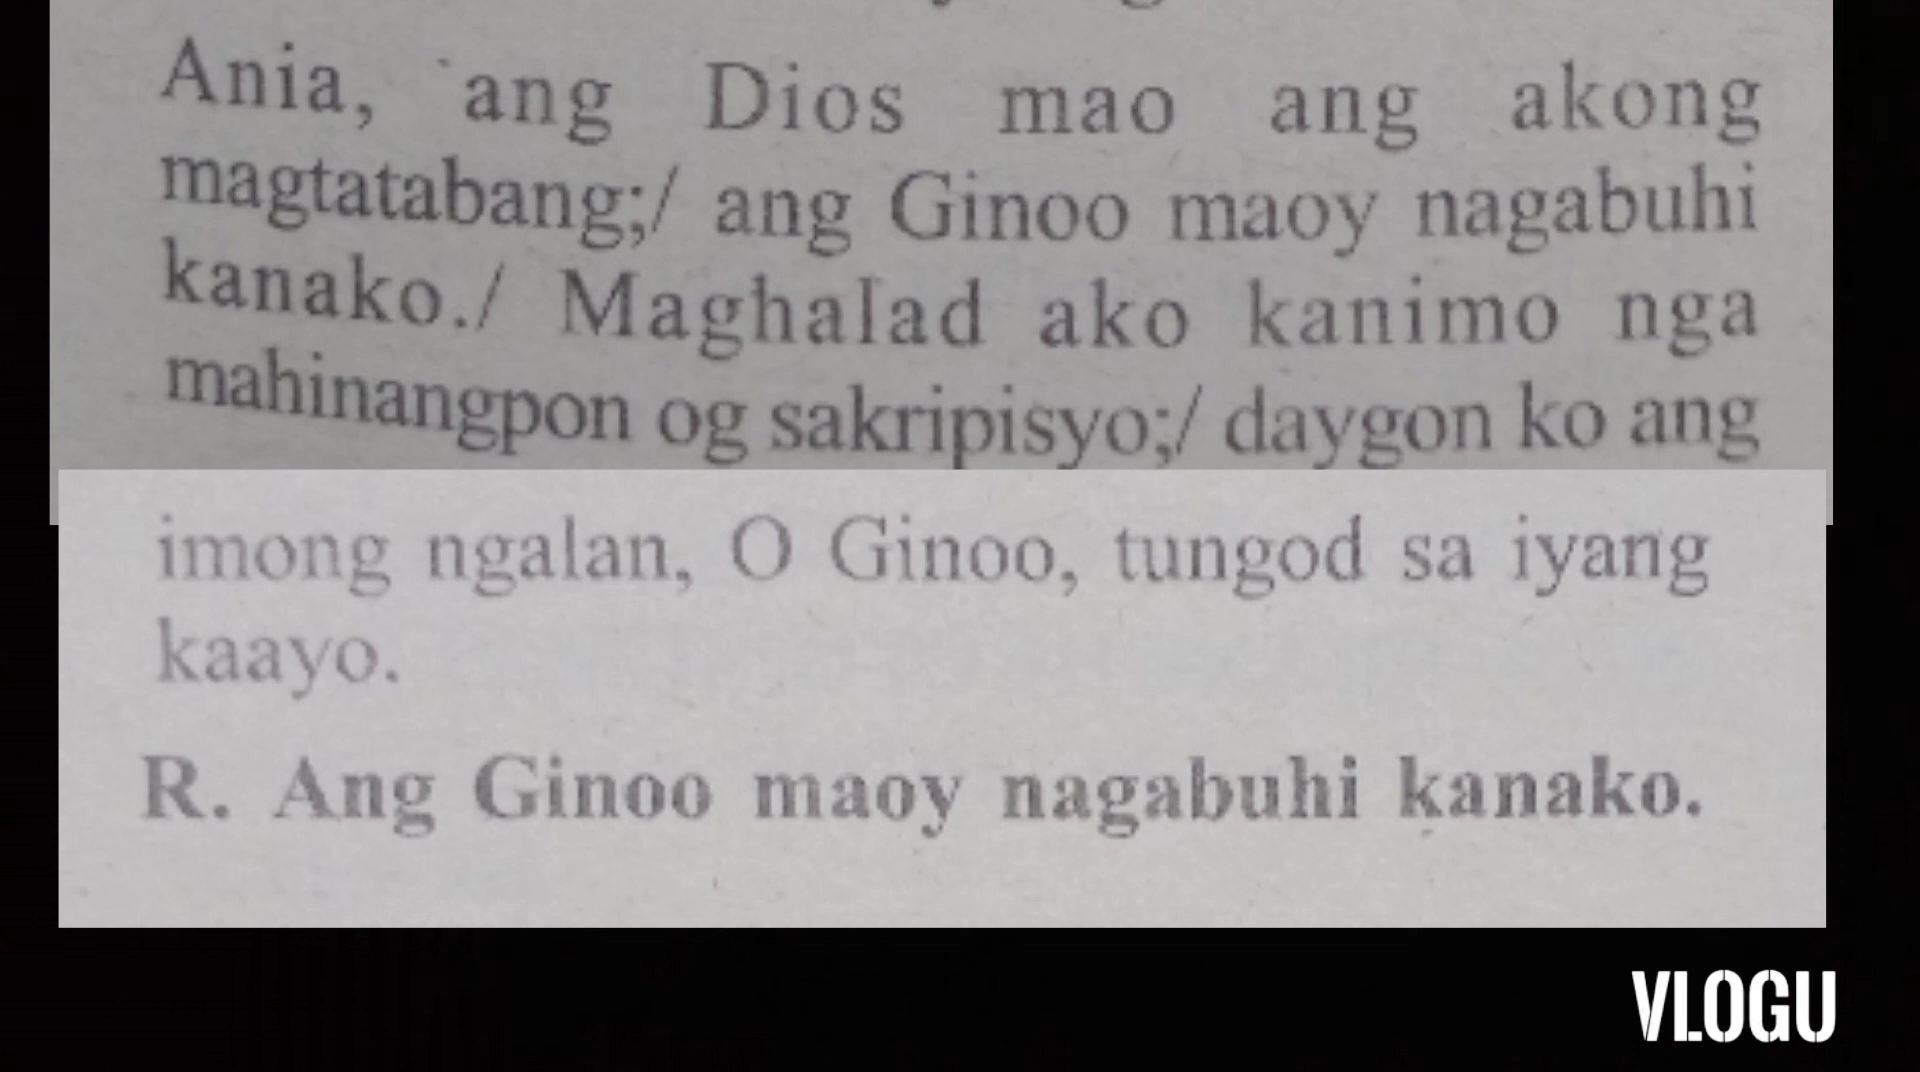 Ania, ang Dios mao ang akong
magtatabang;/ ang Ginoo maoy nagabuhi
kanako./ Maghalad ako kanimo nga
mahinangpon og sakripisyo;/ daygon ko ang
imong ngalan, O Ginoo, tungod sa iyang
kaayo.
R. Ang Ginoo maoy nagabuhi kanako.
VLOGU